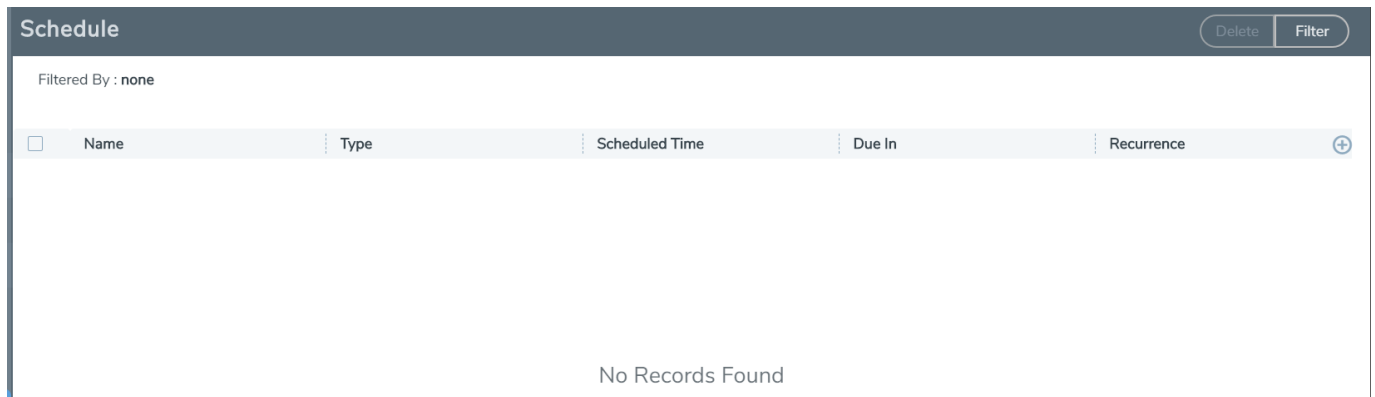 Schedule
Delete Filter
Filtered By : none
Name Type Scheduled Time Due In Recurrence
No Records Found